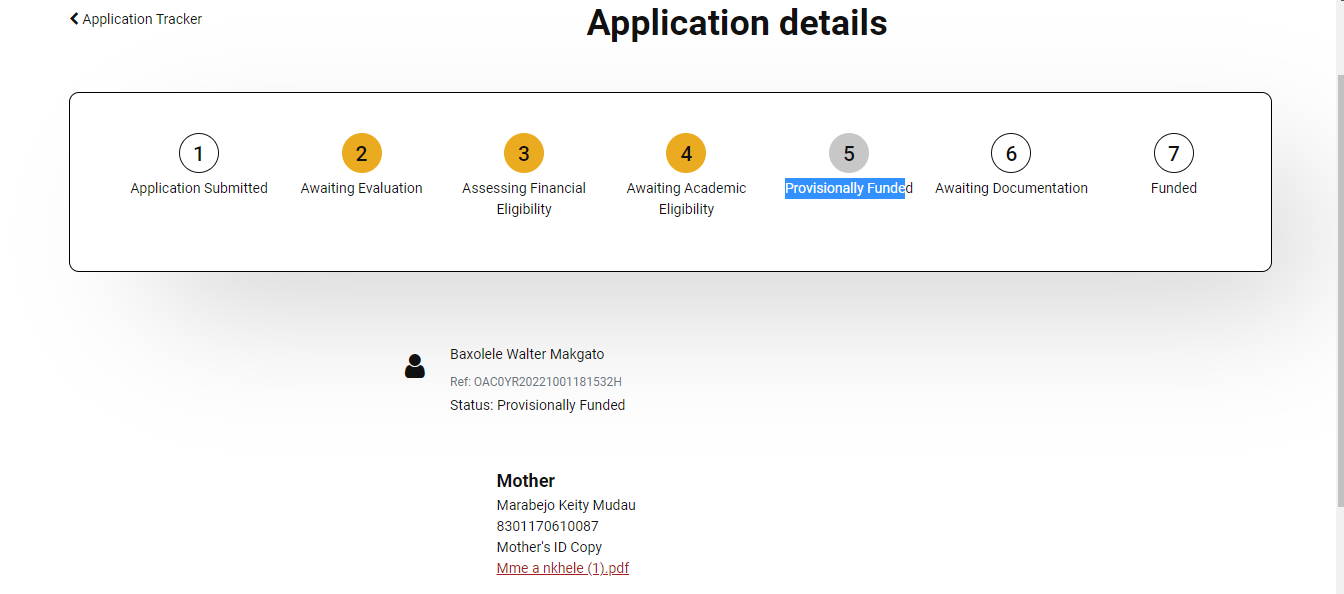 Application Tracker
Application details
1
2
3
4
5
6
7
Application Submitted
Awaiting Evaluation
Assessing Financial
Eligibility
Awaiting Academic
Eligibility
Provisionally Funded
Awaiting Documentation
Funded
Baxolele Walter Makgato
Ref: OAC0YR20221001181532H
Status: Provisionally Funded
Mother
Marabejo Keity Mudau
8301170610087
Mother's ID Copy
Mme a nkhele (1).pdf